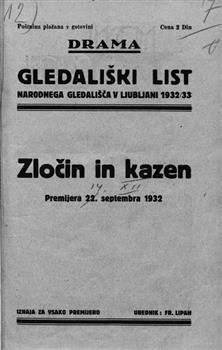 12)
Poštnina plačana v gotovini Cena 2 Din
DRAMA
GLEDALIŠKI LIST
NARODNEGA GLEDALIŠČA V LJUBLJANI 1932/33
Zločin in kazen
14. XII
Premijera 22. septembra 1932
IZHAJA ZA VSAKO PREMIJERO UREDNIK: FR. LIPAH